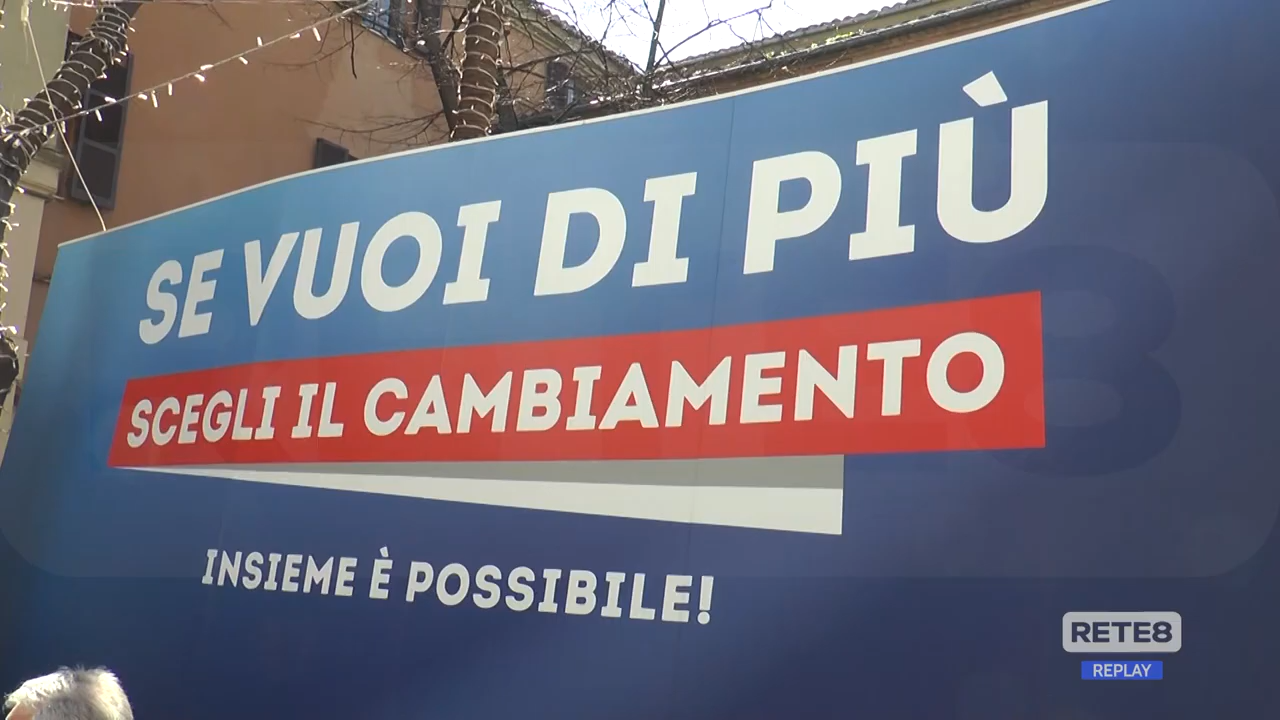 SE VUOI DI PIÙ
SCEGLI IL CAMBIAMENTO
INSIEME È POSSIBILE!
RETE8
REPLAY